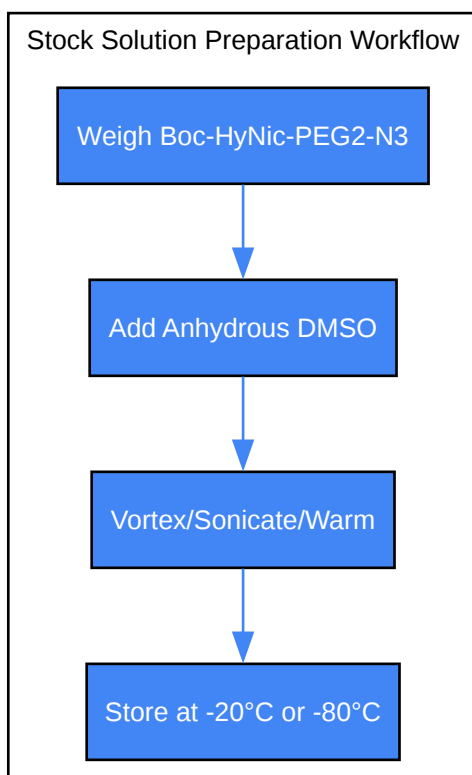 Stock Solution Preparation Workflow
Weigh Boc-HyNic-PEG2-N3
Add Anhydrous DMSO
Vortex/Sonicate/Warm
Store at -20°C or -80°C